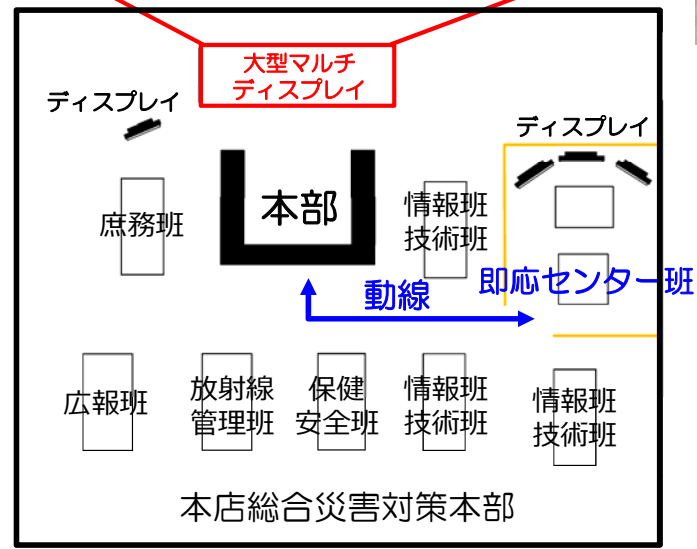 大型マルチ
ディスプレイ
ディスプレイ
ディスプレイ
本部
情報班
技術班
庶務班
即応センター班
動線
広報班
放射線
管理班
保健
安全班
情報班
技術班
情報班
技術班
本店総合災害対策本部